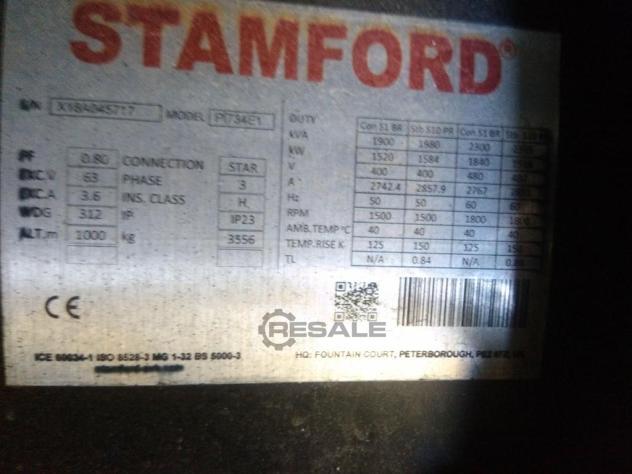 STAMFORD®
S/N X18A045717 MODEL PI734E1
DUTY Con S1 BR Stb S10 PR Con S1 BR
kVA 1900 1980 2300
PF 0.80 CONNECTION STAR kW 1520 1584 1840
EXC.V 63 PHASE 3 V 400 400 480
EXC.A 3.6 INS. CLASS H A 2742.4 2857.9 2767
WDG 312 IP IP23 Hz 50 50 60
ALT.m 1000 kg 3556 RPM 1500 1500 1800
AMB.TEMP°C 40 40 40 40
TEMP.RISE K 125 150 125
TL N/A 0.84 N/A
CE
RESALE
ICE 60034-1 ISO 8528-3 MG 1-32 BS 5000-3
HQ: FOUNTAIN COURT, PETERBOROUGH,